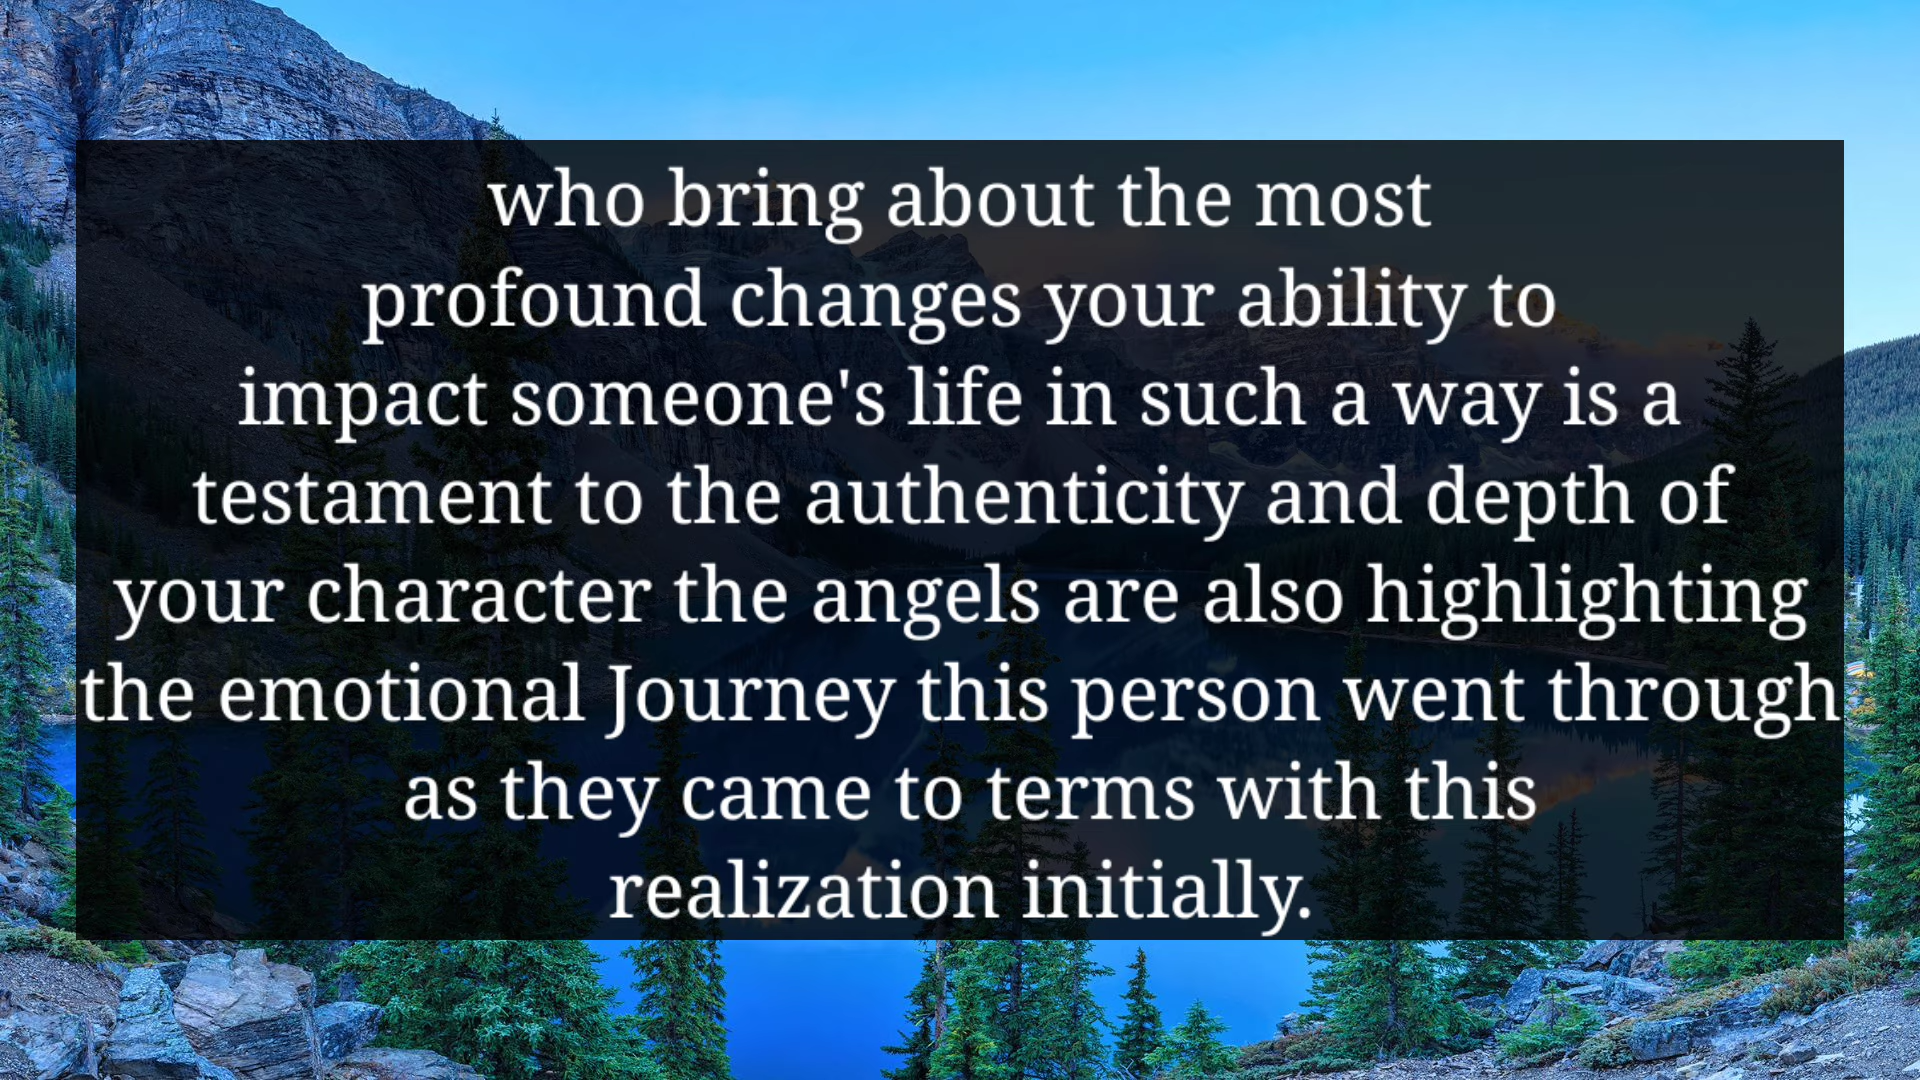 who bring about the most
profound changes your ability to
impact someone's life in such a way is a
testament to the authenticity and depth of
your character the angels are also highlighting
the emotional Journey this person went through
as they came to terms with this
realization initially.